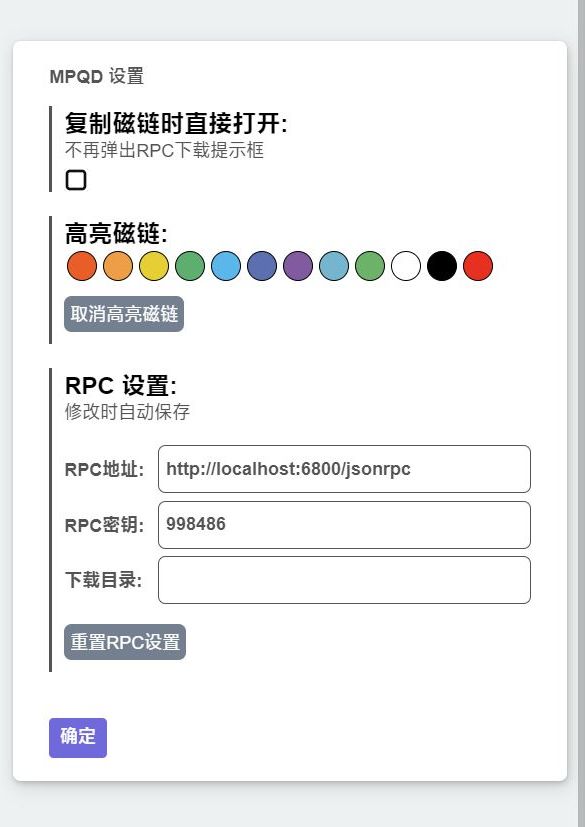 MPQD 设置
复制磁链时直接打开:
不再弹出RPC下载提示框
高亮磁链:
取消高亮磁链
RPC 设置:
修改时自动保存
RPC地址: http://localhost:6800/jsonrpc
RPC密钥: 998486
下载目录:
重置RPC设置
确定